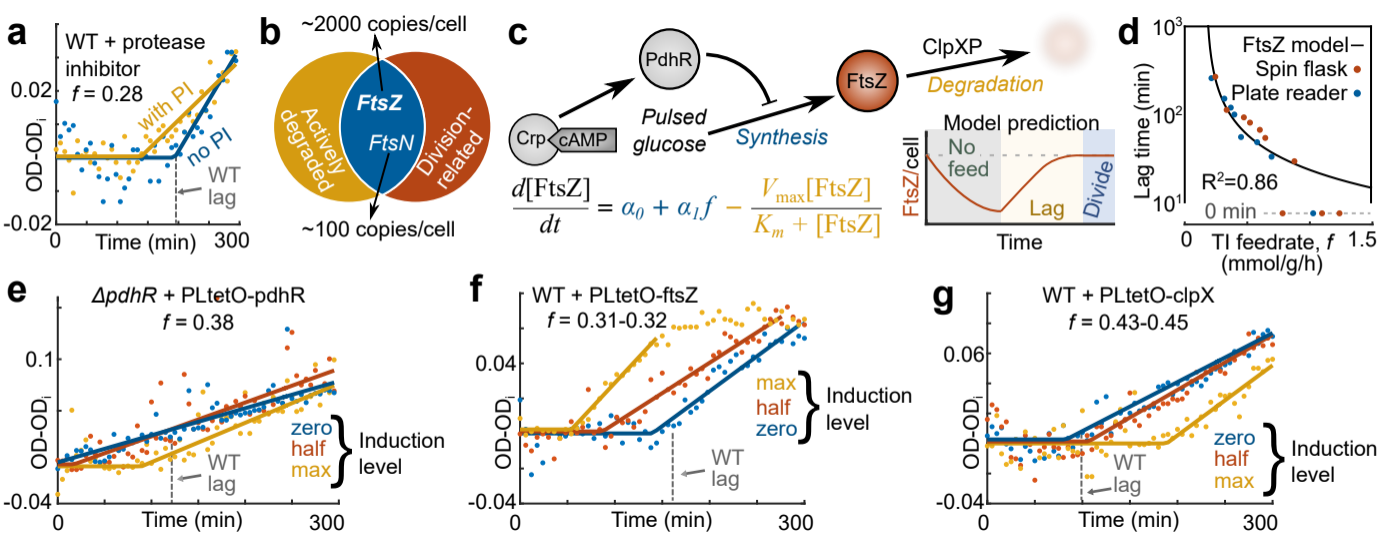 a
WT + protease
inhibitor
f = 0.28
with PI
no PI
WT
lag
0.02
-0.02
OD-ODi
0
Time (min)
300
b
~2000 copies/cell
Actively
degraded
FtsZ
FtsN
Division-
related
~100 copies/cell
c
Crp
cAMP
PdhR
Pulsed
glucose
Synthesis
FtsZ
ClpXP
Degradation
d[FtsZ]
dt
= α0 + α1f −
Vmax[FtsZ]
Km + [FtsZ]
Model prediction
No
feed
Lag
Divide
FtsZ/cell
Time
d
10³
10²
10¹
Lag time (min)
FtsZ model
Spin flask
Plate reader
R²=0.86
0 min
0
TI feedrate, f
(mmol/g/h)
1.5
e
ΔpdhR + PLtetO-pdhR
f = 0.38
0.1
-0.04
OD-ODi
zero
half
max
Induction
level
WT
lag
0
Time (min)
300
f
WT + PLtetO-ftsZ
f = 0.31-0.32
0.04
-0.04
OD-ODi
max
half
zero
Induction
level
WT
lag
0
Time (min)
300
g
WT + PLtetO-clpX
f = 0.43-0.45
0.06
-0.04
OD-ODi
zero
half
max
Induction
level
WT
lag
0
Time (min)
300